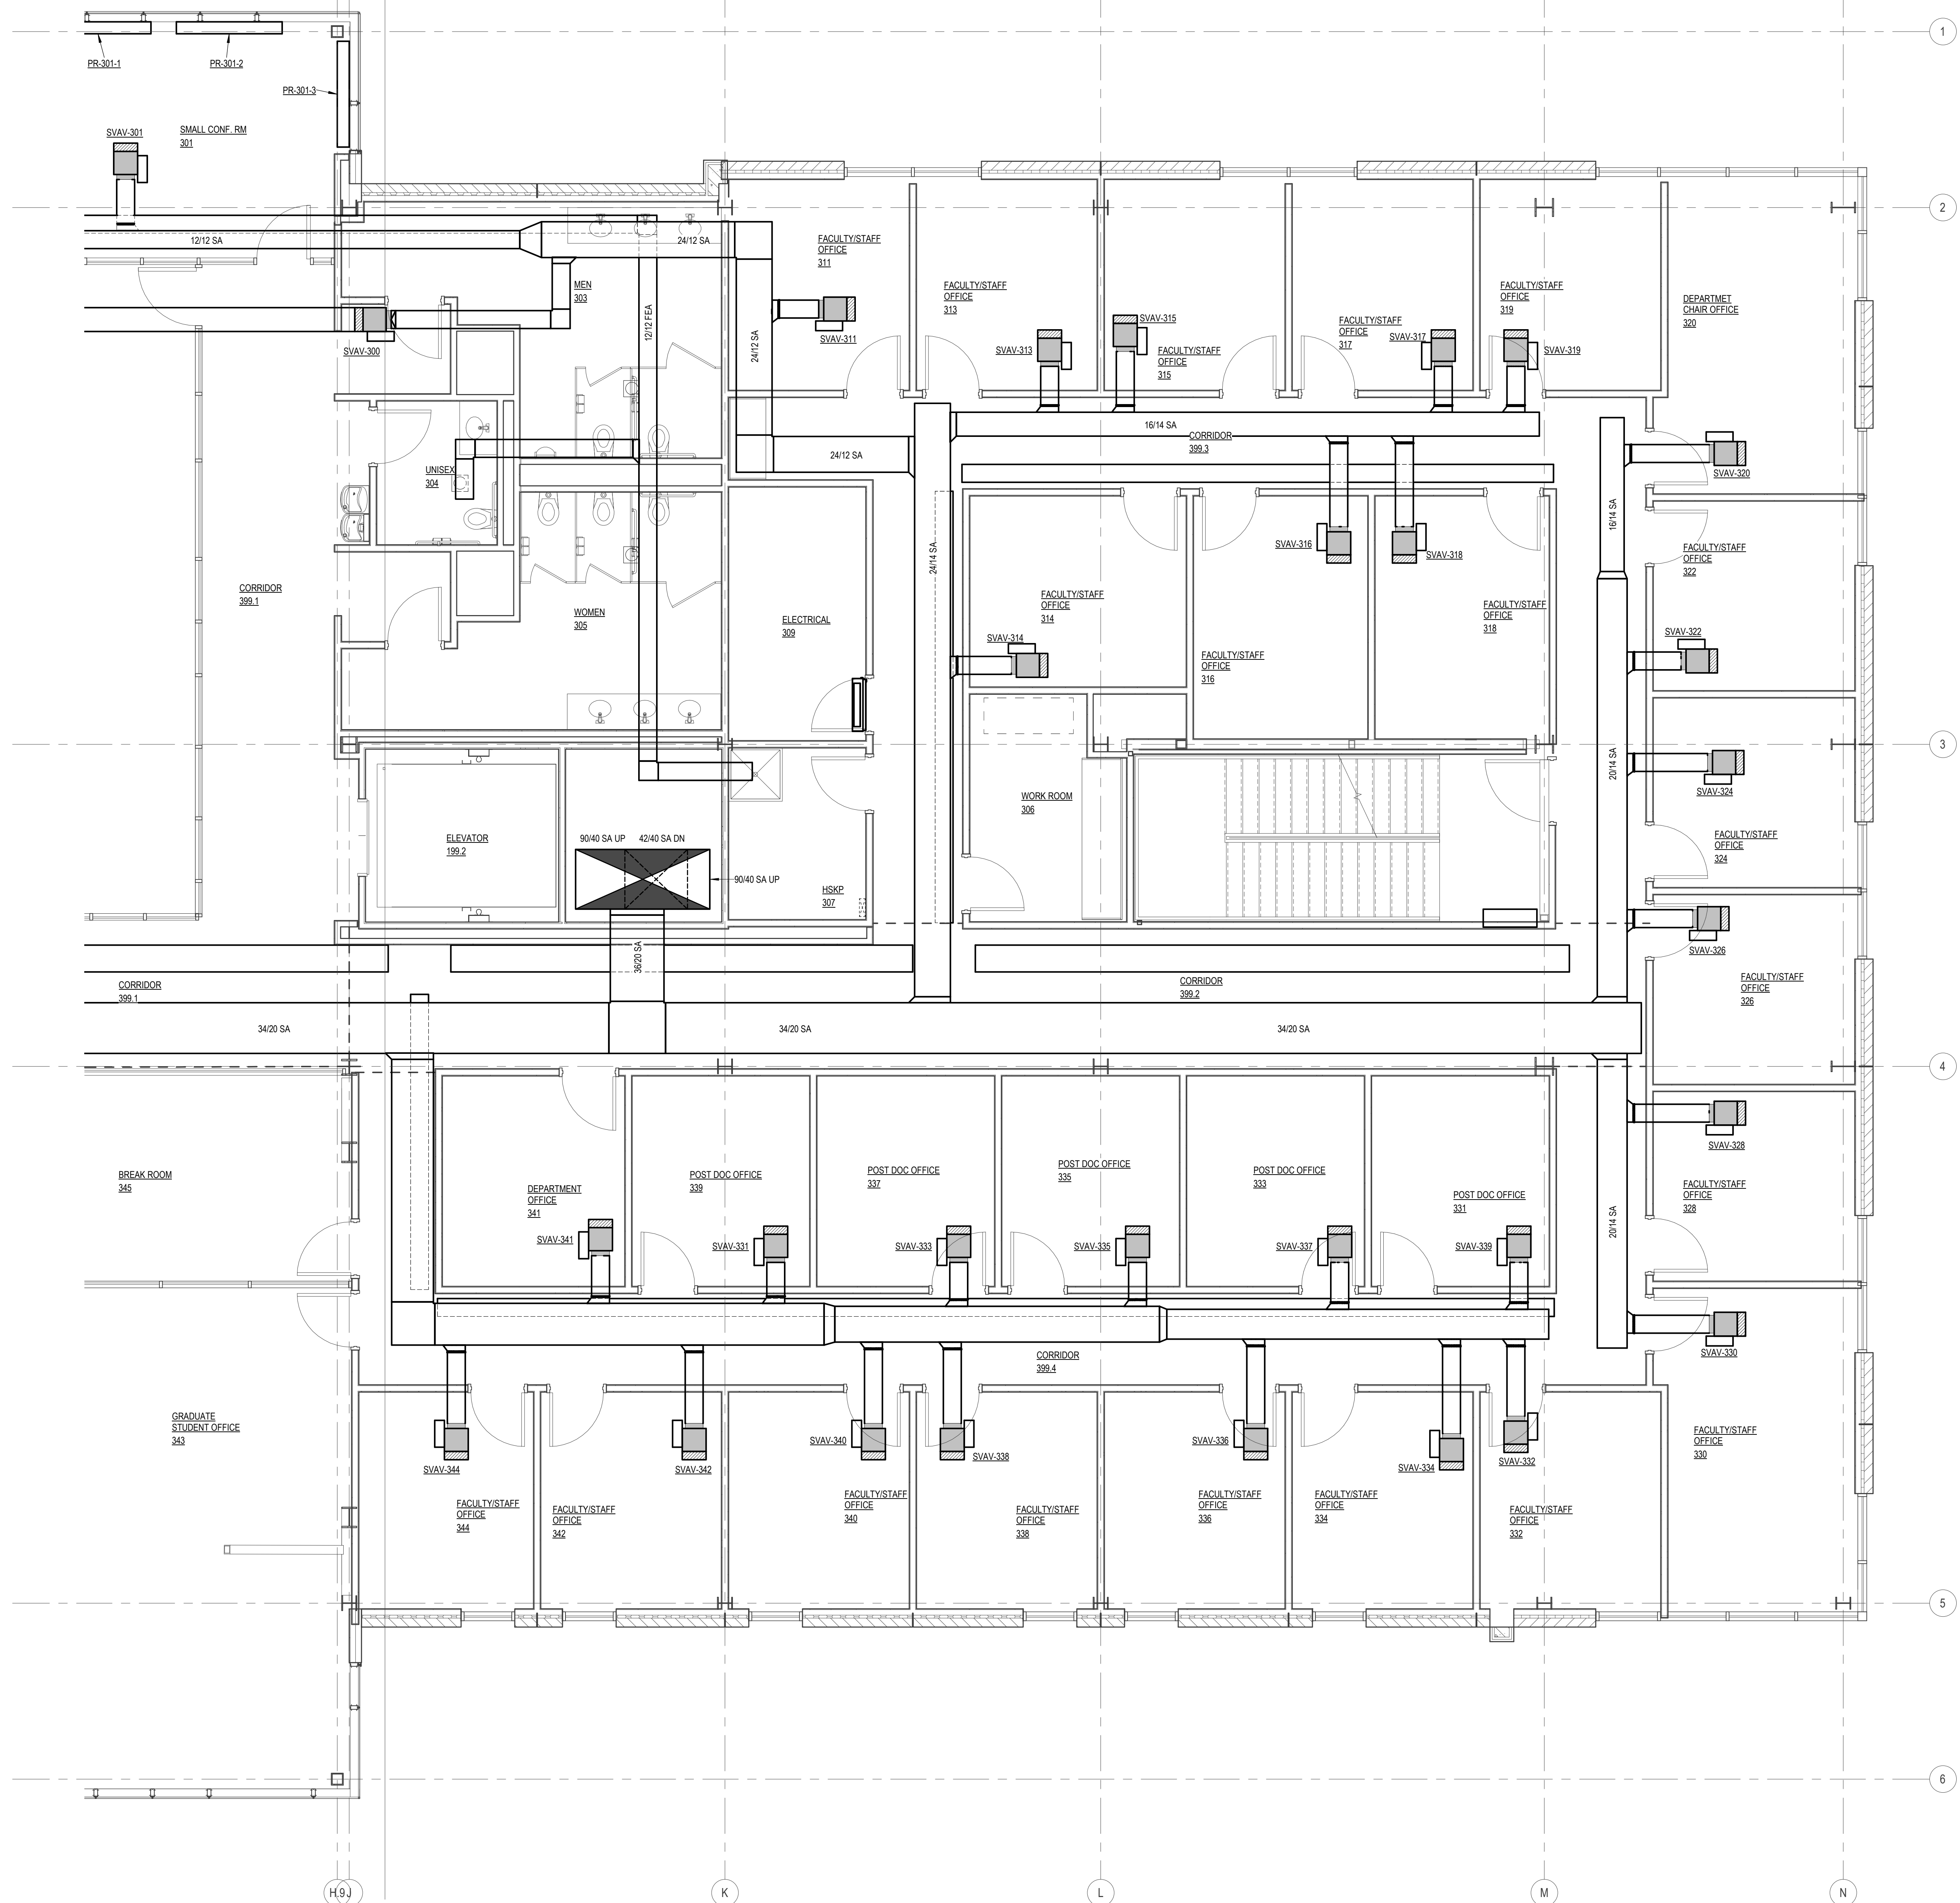 1
PR-301-1
PR-301-2
PR-301-3
SVAV-301
SMALL CONF. RM
301
2
12/12 SA
24/12 SA
FACULTY/STAFF
OFFICE
311
MEN
303
FACULTY/STAFF
OFFICE
313
FACULTY/STAFF
OFFICE
319
DEPARTMET
CHAIR OFFICE
320
12/12 FEA
24/12 SA
SVAV-311
SVAV-300
SVAV-313
SVAV-315
FACULTY/STAFF
OFFICE
315
FACULTY/STAFF
OFFICE
317
SVAV-317
SVAV-319
16/14 SA
CORRIDOR
399.3
24/12 SA
UNISEX
304
SVAV-320
24/14 SA
16/14 SA
SVAV-316
SVAV-318
FACULTY/STAFF
OFFICE
322
CORRIDOR
399.1
WOMEN
305
ELECTRICAL
309
FACULTY/STAFF
OFFICE
314
FACULTY/STAFF
OFFICE
318
SVAV-314
FACULTY/STAFF
OFFICE
316
SVAV-322
3
20/14 SA
SVAV-324
WORK ROOM
306
ELEVATOR
199.2
90/40 SA UP
42/40 SA DN
90/40 SA UP
HSKP
307
FACULTY/STAFF
OFFICE
324
SVAV-326
36/20 SA
CORRIDOR
399.1
CORRIDOR
399.2
FACULTY/STAFF
OFFICE
326
34/20 SA
34/20 SA
34/20 SA
4
SVAV-328
BREAK ROOM
345
DEPARTMENT
OFFICE
341
POST DOC OFFICE
339
POST DOC OFFICE
337
POST DOC OFFICE
335
POST DOC OFFICE
333
POST DOC OFFICE
331
FACULTY/STAFF
OFFICE
328
20/14 SA
SVAV-341
SVAV-331
SVAV-333
SVAV-335
SVAV-337
SVAV-339
SVAV-330
CORRIDOR
399.4
GRADUATE
STUDENT OFFICE
343
SVAV-344
SVAV-342
SVAV-340
SVAV-338
SVAV-336
SVAV-334
SVAV-332
FACULTY/STAFF
OFFICE
330
FACULTY/STAFF
OFFICE
344
FACULTY/STAFF
OFFICE
342
FACULTY/STAFF
OFFICE
340
FACULTY/STAFF
OFFICE
338
FACULTY/STAFF
OFFICE
336
FACULTY/STAFF
OFFICE
334
FACULTY/STAFF
OFFICE
332
5
6
H.9
J
K
L
M
N